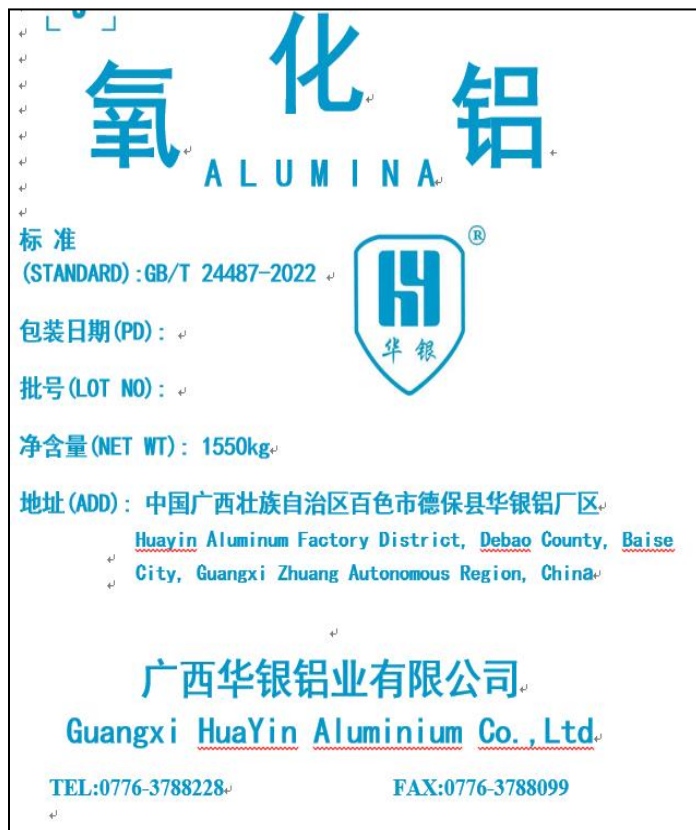 氧化铝
ALUMINA
标 准
(STANDARD):GB/T 24487-2022
®
华银
包装日期(PD):
批号(LOT NO):
净含量(NET WT): 1550kg
地址(ADD): 中国广西壮族自治区百色市德保县华银铝厂区
Huayin Aluminum Factory District, Debao County, Baise
City, Guangxi Zhuang Autonomous Region, China
广西华银铝业有限公司
Guangxi HuaYin Aluminium Co.,Ltd
TEL:0776-3788228 FAX:0776-3788099